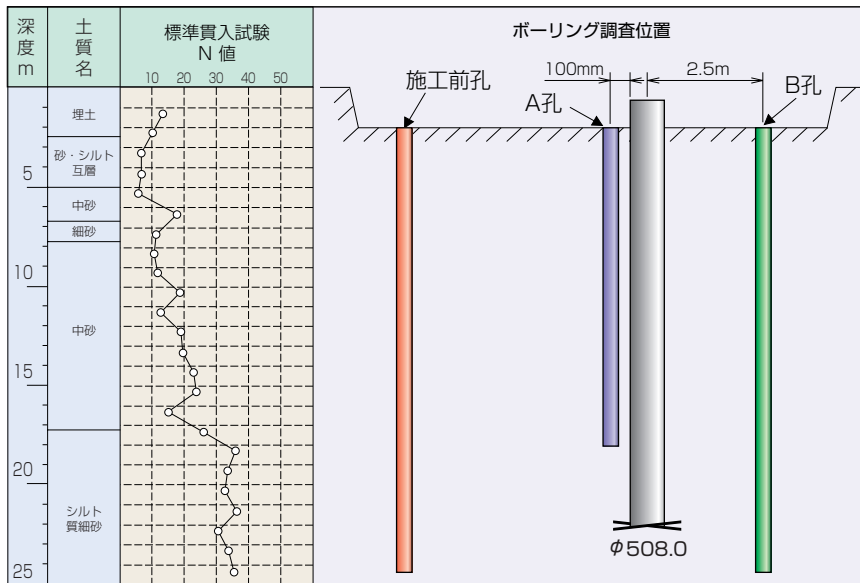 深度
m
土質名
標準貫入試験
N 値
10 20 30 40 50
埋土
砂・シルト
互層
5
中砂
細砂
10
中砂
15
20
シルト
質細砂
25
ボーリング調査位置
100mm
2.5m
施工前孔
A孔
B孔
φ508.0